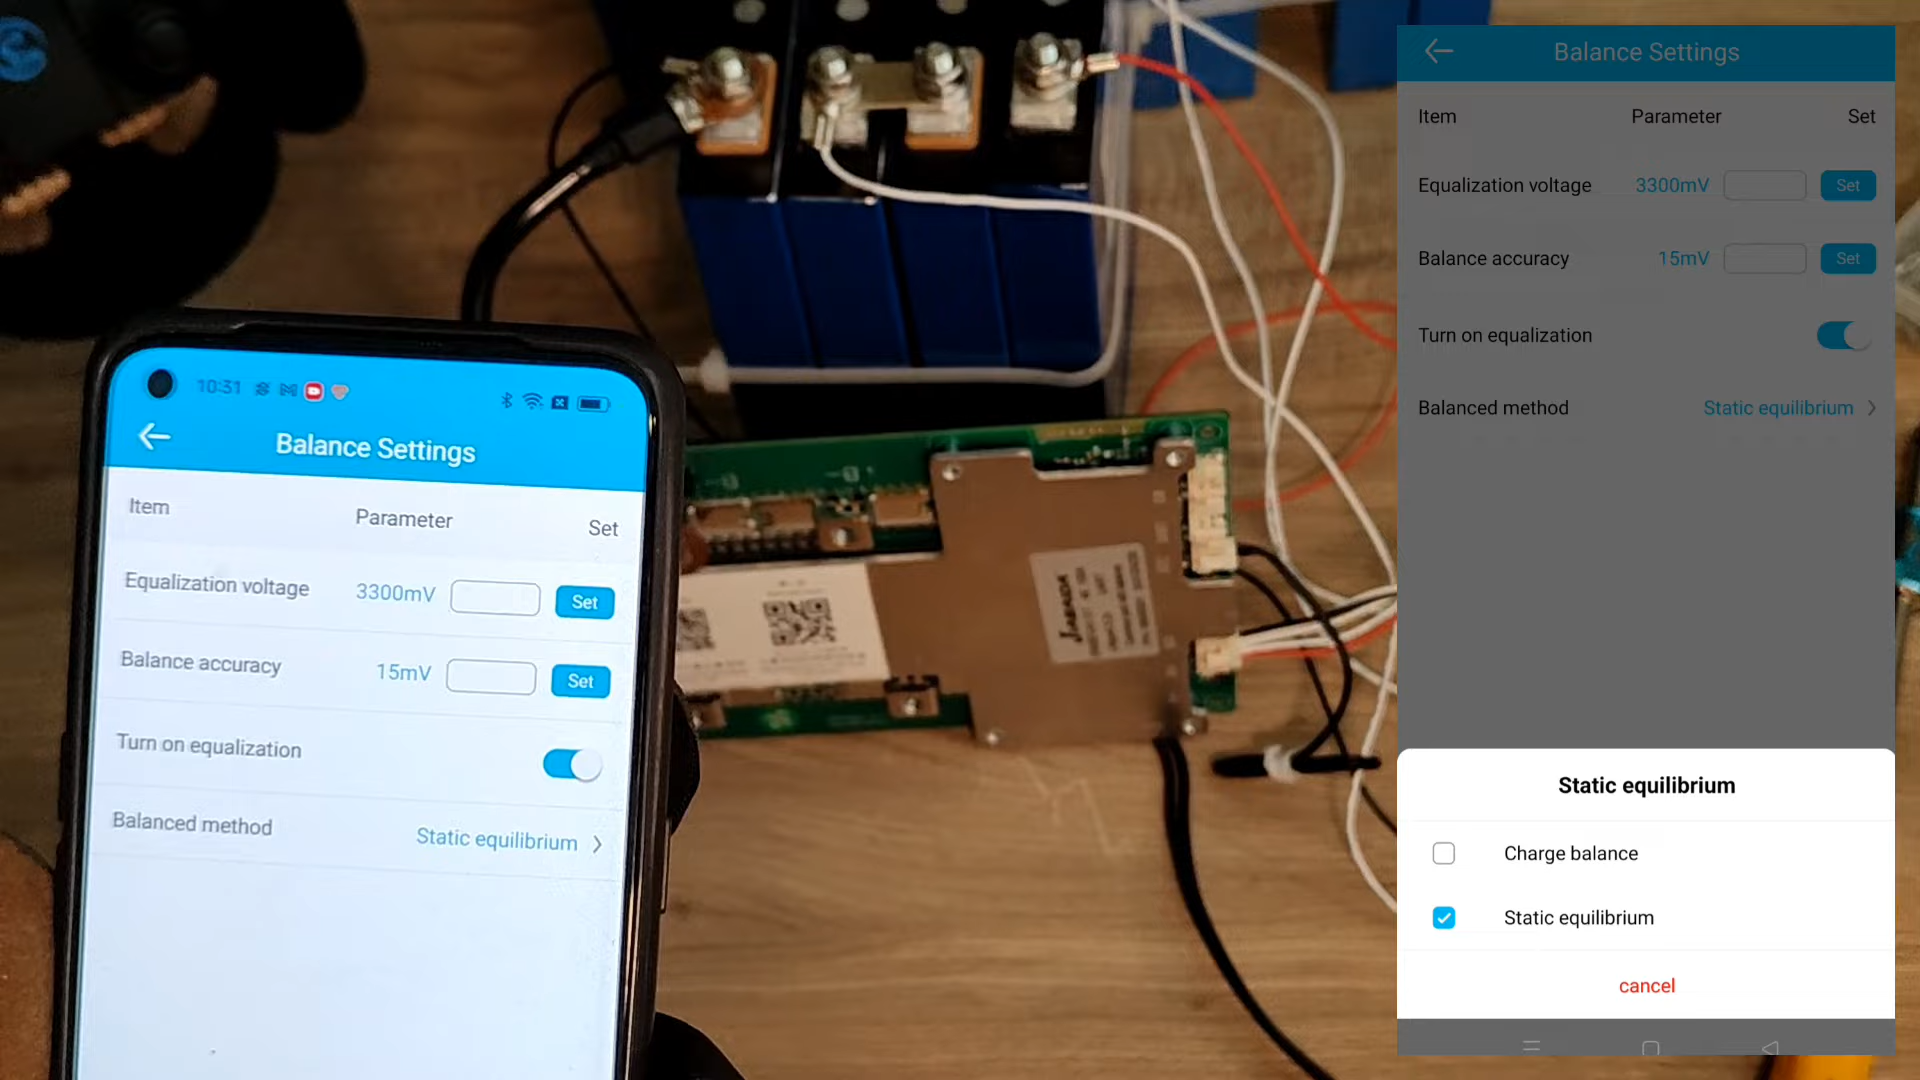 10:31
Balance Settings
Item Parameter Set
Equalization voltage 3300mV Set
Balance accuracy 15mV Set
Turn on equalization
Balanced method Static equilibrium
JABAIDA
Balance Settings
Item Parameter Set
Equalization voltage 3300mV Set
Balance accuracy 15mV Set
Turn on equalization
Balanced method Static equilibrium
Static equilibrium
Charge balance
Static equilibrium
cancel